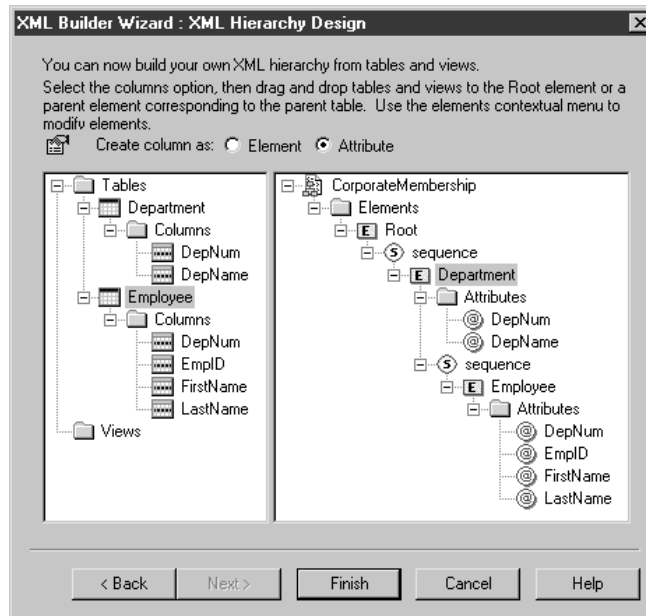 XML Builder Wizard : XML Hierarchy Design
You can now build your own XML hierarchy from tables and views.
Select the columns option, then drag and drop tables and views to the Root element or a
parent element corresponding to the parent table. Use the elements contextual menu to
modify elements.
Create column as: Element Attribute
Tables
Department
Columns
DepNum
DepName
Employee
Columns
DepNum
EmpID
FirstName
LastName
Views
CorporateMembership
Elements
E Root
S sequence
E Department
Attributes
@ DepNum
@ DepName
S sequence
E Employee
Attributes
@ DepNum
@ EmpID
@ FirstName
@ LastName
< Back Next > Finish Cancel Help